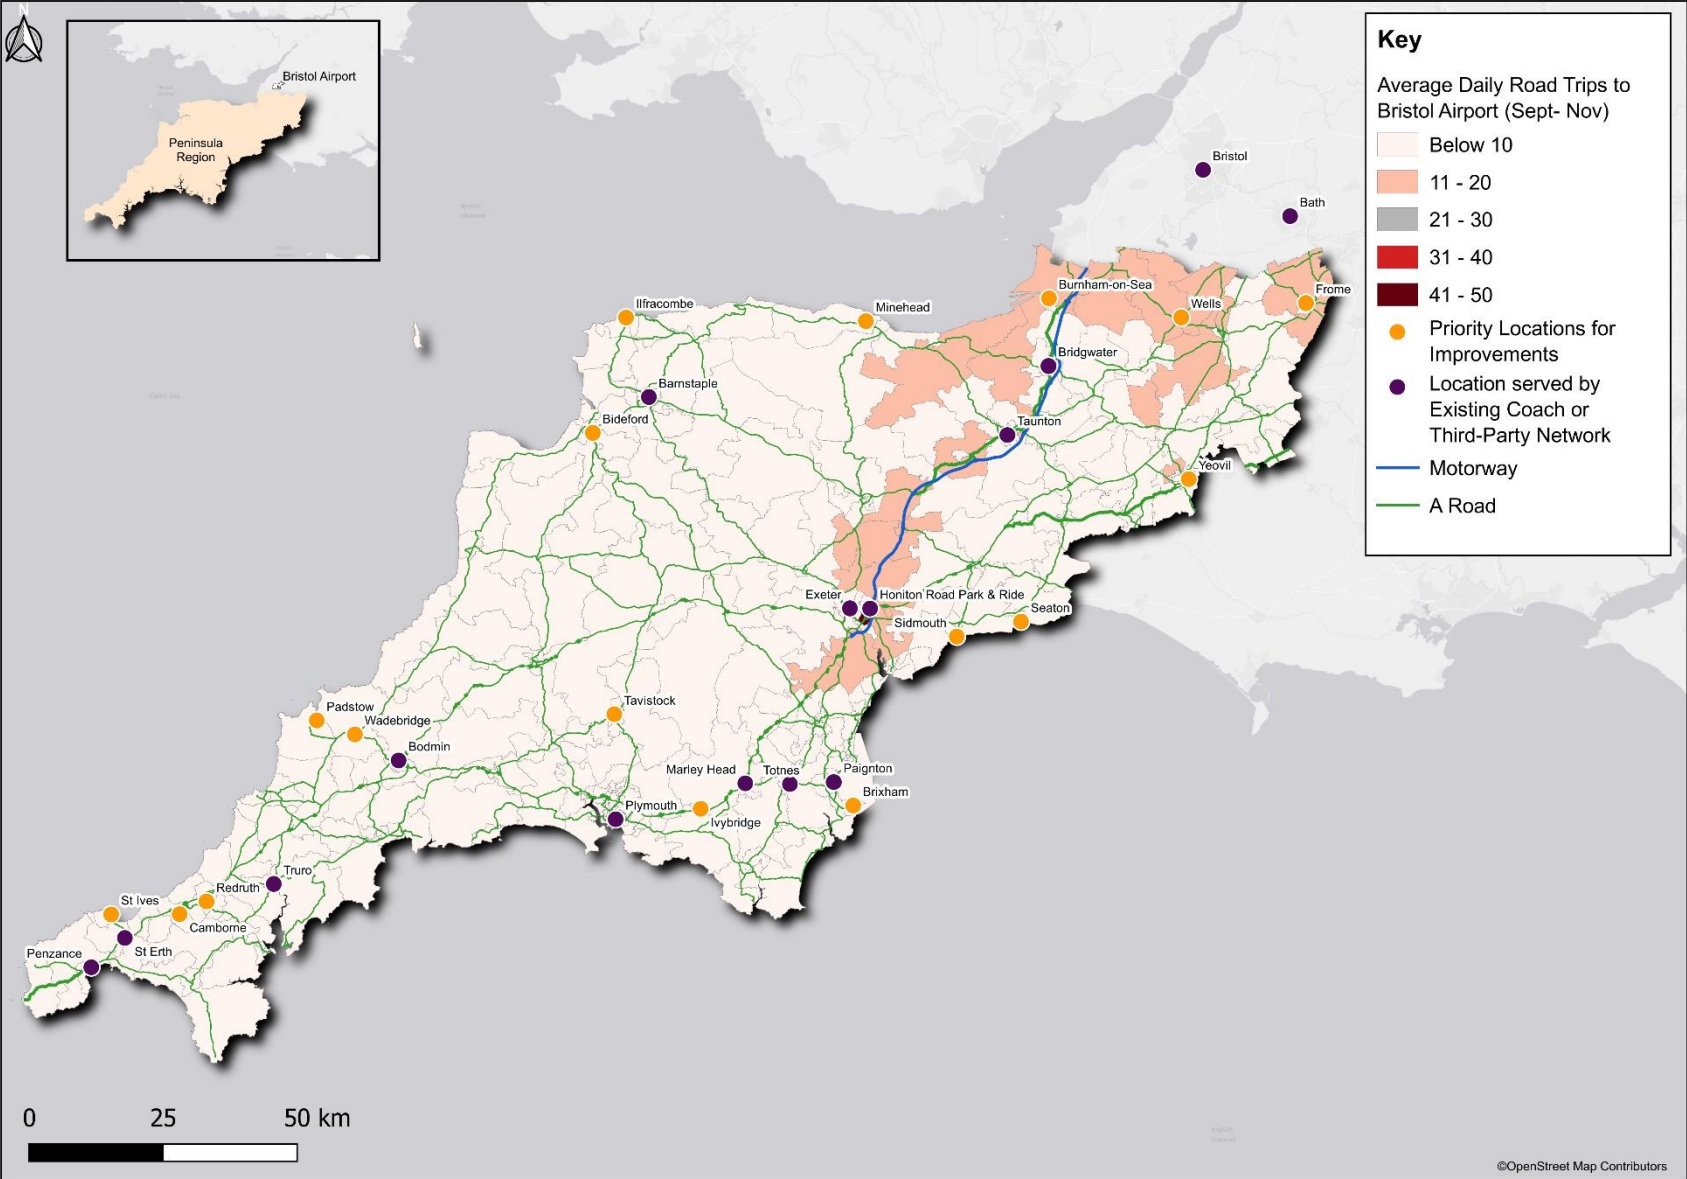 N
Bristol Airport
Peninsula
Region
Key
Average Daily Road Trips to
Bristol Airport (Sept- Nov)
Below 10
11 - 20
21 - 30
31 - 40
41 - 50
Priority Locations for
Improvements
Location served by
Existing Coach or
Third-Party Network
Motorway
A Road
Bristol
Bath
Burnham-on-Sea
Frome
Wells
Ilfracombe
Minehead
Bridgwater
Barnstaple
Bideford
Taunton
Yeovil
Exeter
Honiton Road Park & Ride
Seaton
Sidmouth
Tavistock
Padstow
Wadebridge
Bodmin
Marley Head
Totnes
Paignton
Brixham
Plymouth
Ivybridge
Truro
Redruth
St Ives
Camborne
St Erth
Penzance
0 25 50 km
©OpenStreet Map Contributors